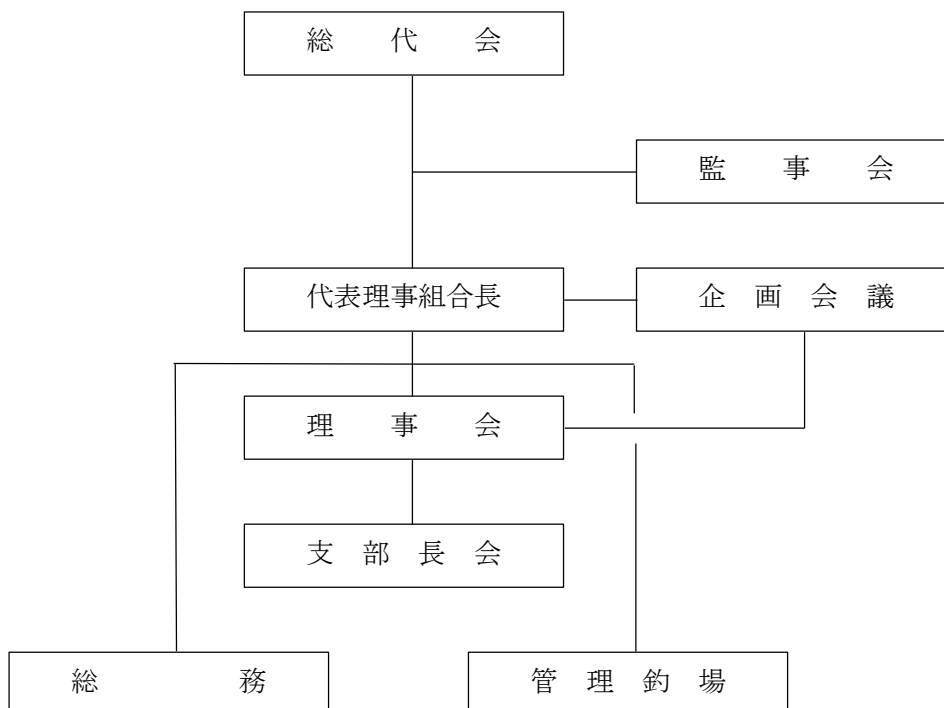 総　代　会
監　事　会
代表理事組合長
企　画　会　議
理　事　会
支　部　長　会
総　　　務
管　理　釣　場